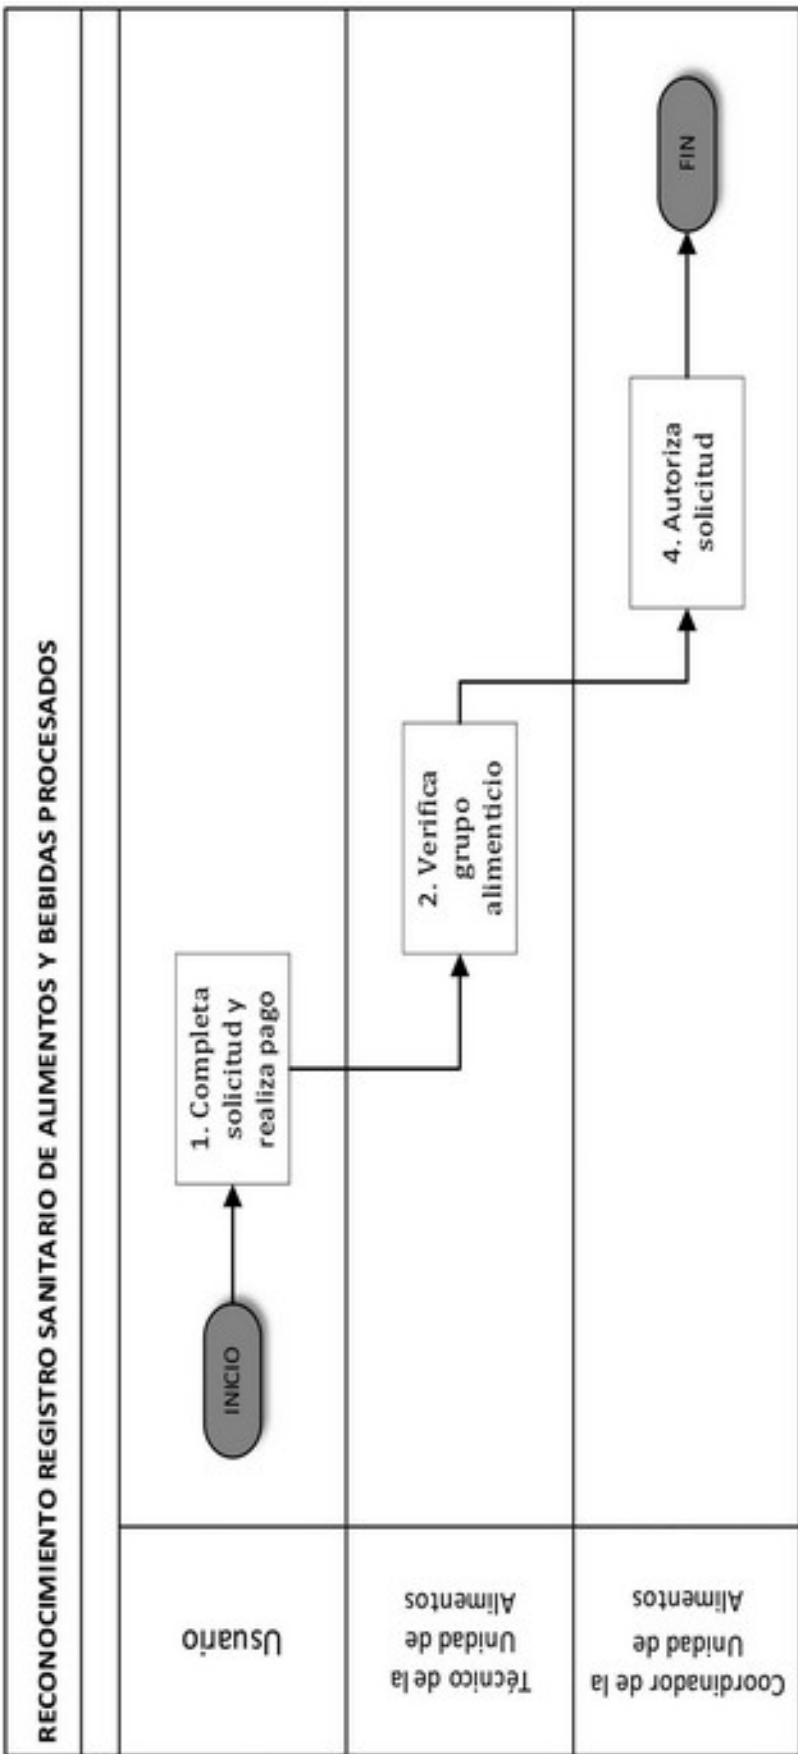 RECONOCIMIENTO REGISTRO SANITARIO DE ALIMENTOS Y BEBIDAS PROCESADOS
Usuario
INICIO
1. Completa
solicitud y
realiza pago
Técnico de la
Unidad de
Alimentos
2. Verifica
grupo
alimenticio
Coordinador de la
Unidad de
Alimentos
4. Autoriza
solicitud
FIN